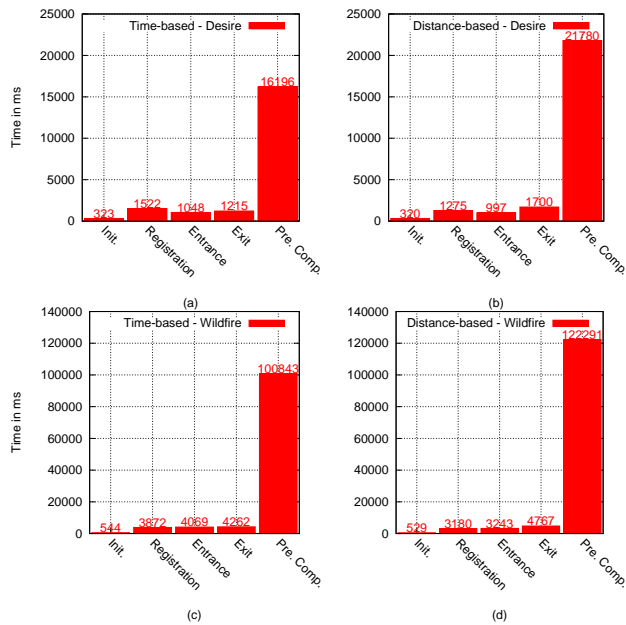 Time-based - Desire
25000
20000
15000
10000
5000
0
Time in ms
323
1522
1048
1215
16196
Init.
Registration
Entrance
Exit
Pre. Comp.
(a)
Distance-based - Desire
25000
20000
15000
10000
5000
0
320
1275
997
1700
21780
Init.
Registration
Entrance
Exit
Pre. Comp.
(b)
Time-based - Wildfire
140000
120000
100000
80000
60000
40000
20000
0
Time in ms
544
3872
4069
4262
100843
Init.
Registration
Entrance
Exit
Pre. Comp.
(c)
Distance-based - Wildfire
140000
120000
100000
80000
60000
40000
20000
0
529
3180
3243
4767
122291
Init.
Registration
Entrance
Exit
Pre. Comp.
(d)